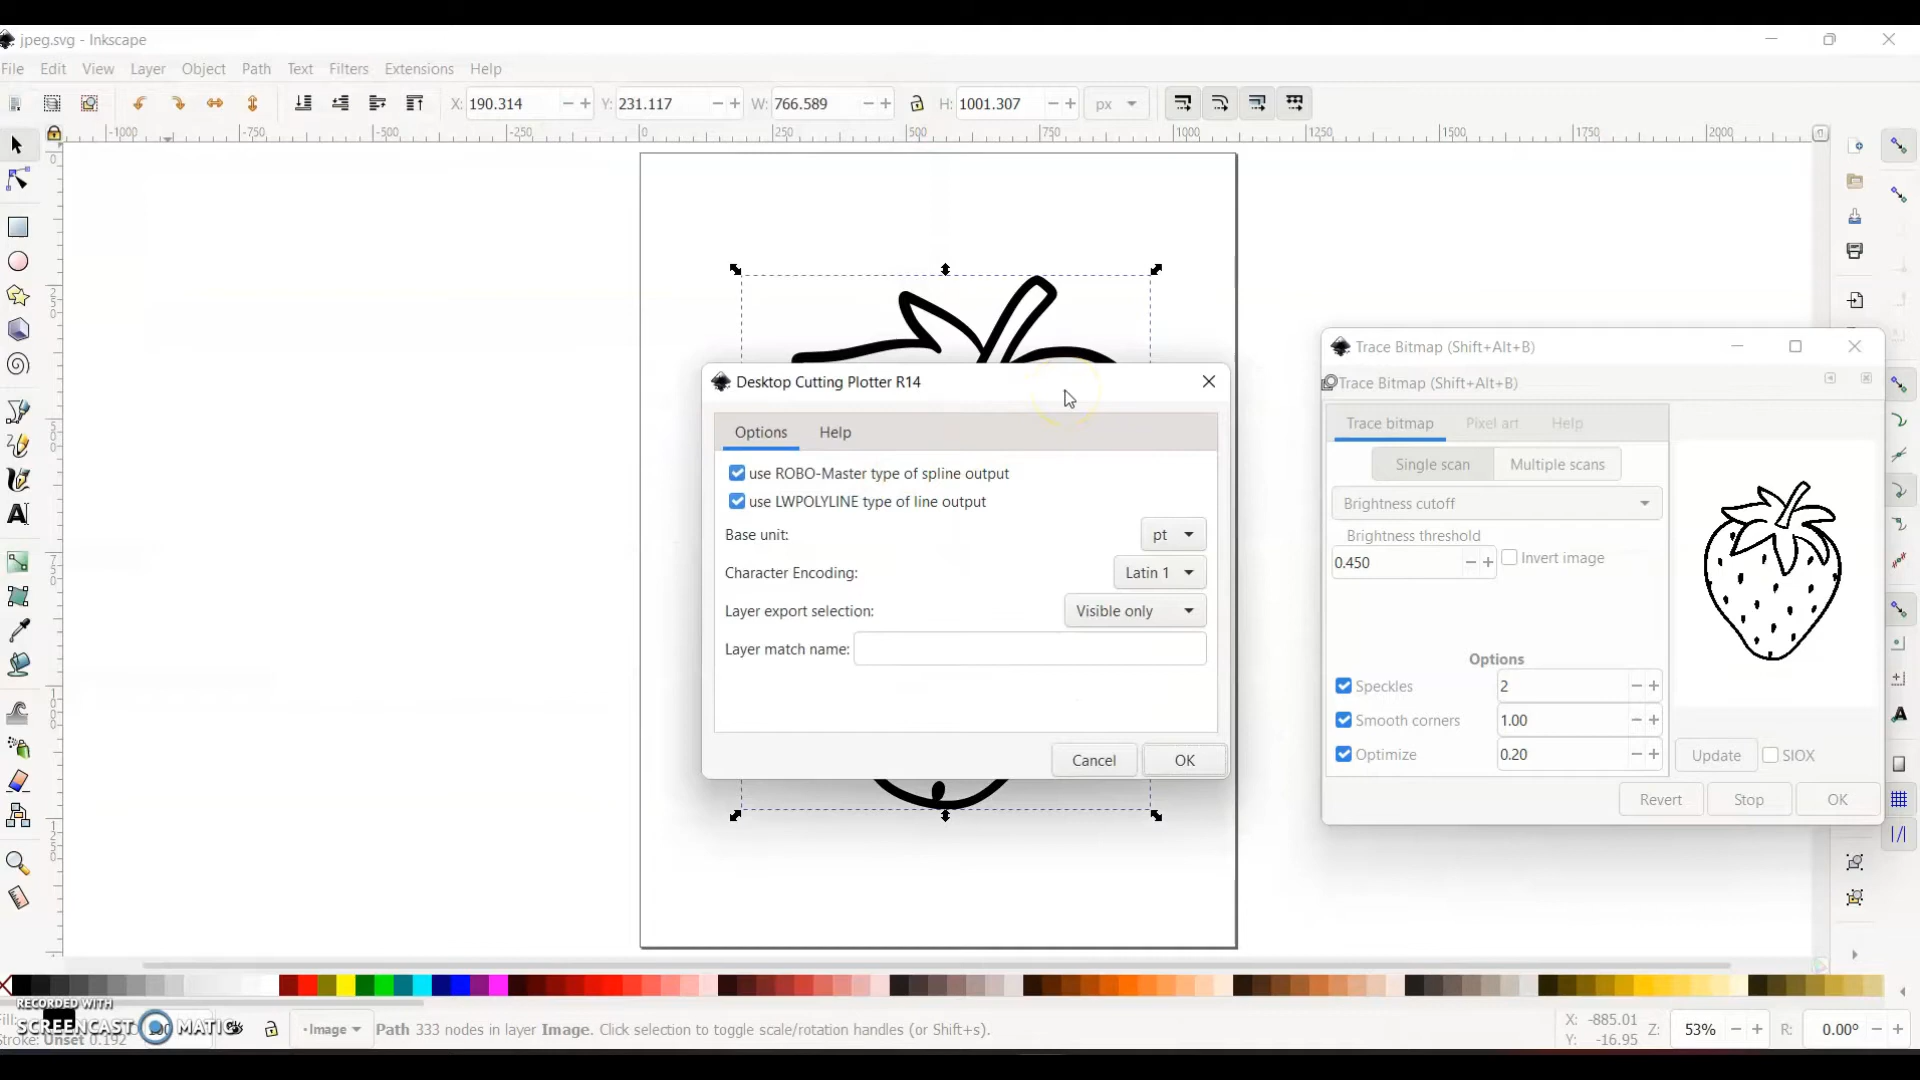 jpeg.svg - Inkscape
File Edit View Layer Object Path Text Filters Extensions Help
X: 190.314 Y: 231.117 W: 766.589 H: 1001.307 px
-1000 -750 -500 -250 0 250 500 750 1000 1250 1500 1750 2000
Trace Bitmap (Shift+Alt+B)
Trace Bitmap (Shift+Alt+B)
Desktop Cutting Plotter R14
Trace bitmap Pixel art Help
Options Help
Single scan Multiple scans
use ROBO-Master type of spline output
Brightness cutoff
use LWPOLYLINE type of line output
Base unit: pt
Brightness threshold
0.450 Invert image
Character Encoding: Latin 1
Layer export selection: Visible only
Layer match name:
Options
Speckles 2
Smooth corners 1.00
Optimize 0.20 Update SIOX
Cancel OK
Revert Stop OK
RECORDED WITH
SCREENCAST MATIC
Image Path 333 nodes in layer Image. Click selection to toggle scale/rotation handles (or Shift+s).
Stroke: Unset 0.192
X: -885.01
Y: -16.95
Z: 53% R: 0.00°